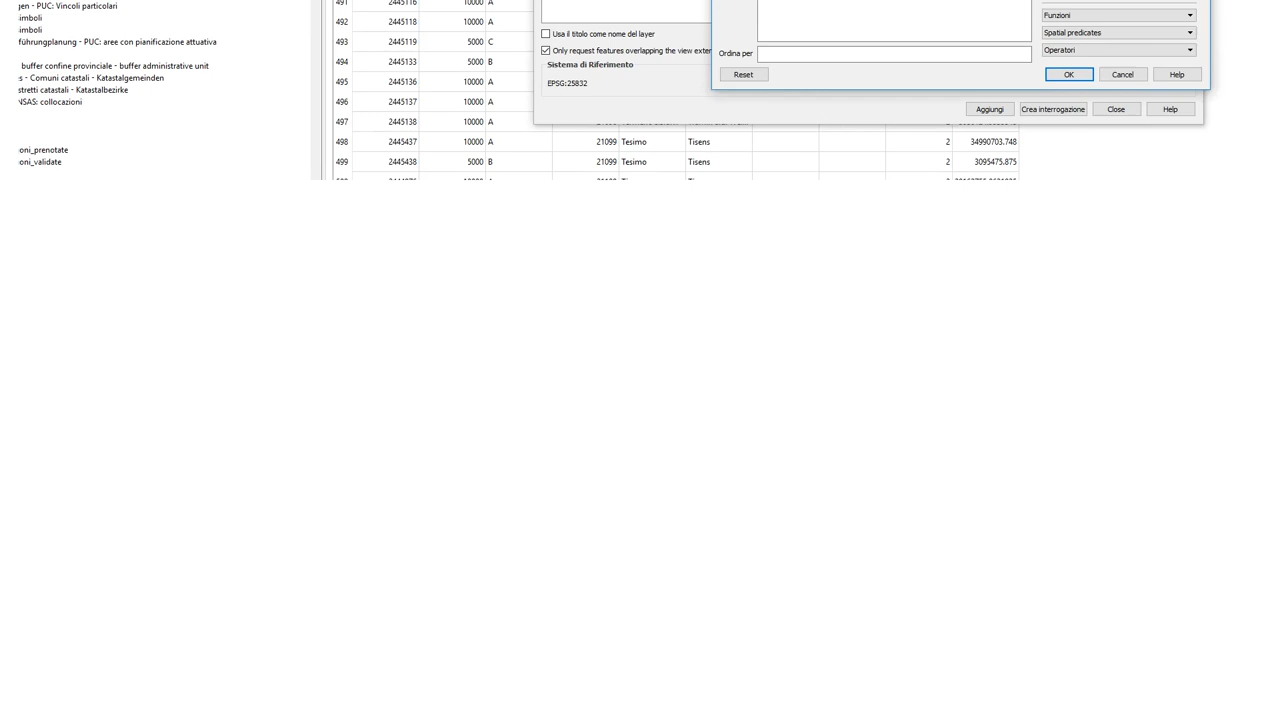 gen - PUC: Vincoli particolari
simboli
simboli
führungplanung - PUC: aree con pianificazione attuativa
buffer confine provinciale - buffer administrative unit
s - Comuni catastali - Katastalgemeinden
stretti catastali - Katastalbezirke
NSAS: collocazioni
oni_prenotate
oni_validate
491 2445116 10000 A
492 2445118 10000 A
493 2445119 5000 C
494 2445133 5000 B
495 2445136 10000 A
496 2445137 10000 A
497 2445138 10000 A
498 2445437 10000 A 21099 Tesimo Tisens 2 34990703.748
499 2445438 5000 B 21099 Tesimo Tisens 2 3095475.875
Usa il titolo come nome del layer
Only request features overlapping the view exten
Sistema di Riferimento
EPSG:25832
Aggiungi Crea interrogazione Close Help
Funzioni
Spatial predicates
Operatori
Ordina per
Reset OK Cancel Help